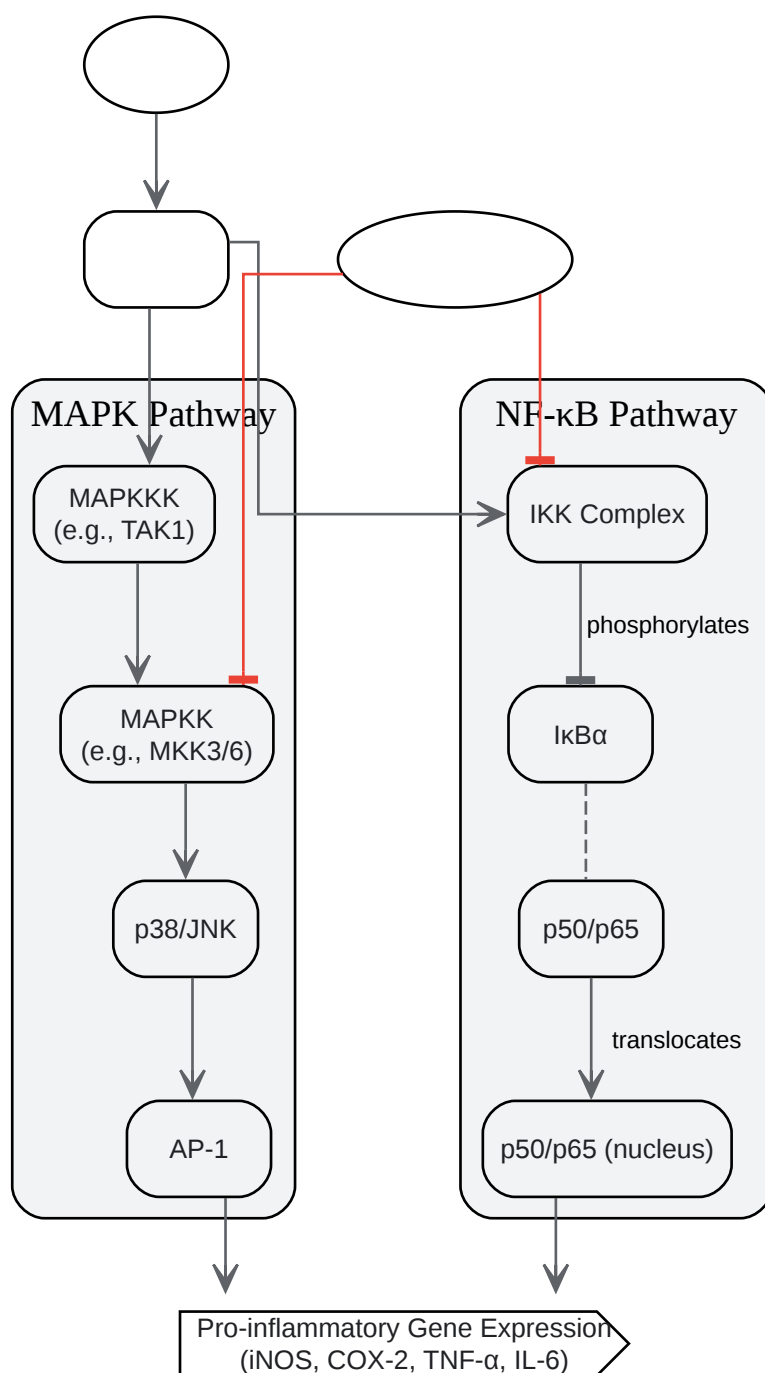 MAPK Pathway
NF-κB Pathway
MAPKKK
(e.g., TAK1)
IKK Complex
phosphorylates
MAPKK
(e.g., MKK3/6)
IκBα
p38/JNK
p50/p65
translocates
AP-1
p50/p65 (nucleus)
Pro-inflammatory Gene Expression
(iNOS, COX-2, TNF-α, IL-6)